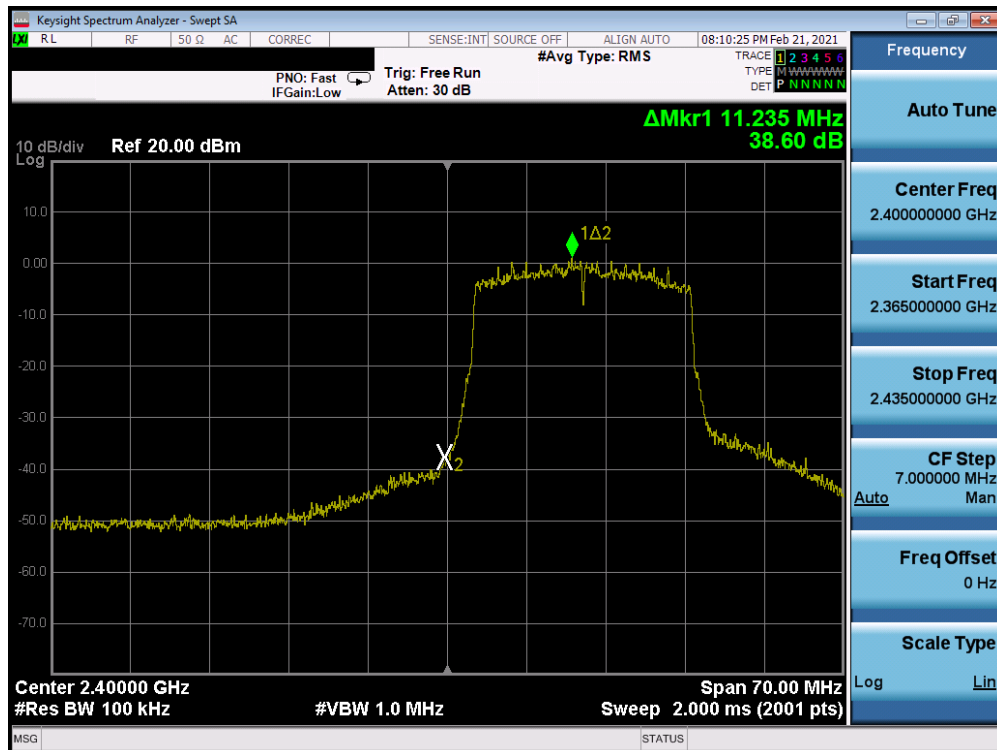 Keysight Spectrum Analyzer - Swept SA
LXI RL RF 50 Ω AC CORREC SENSE:INT SOURCE OFF ALIGN AUTO 08:10:25 PM Feb 21, 2021
#Avg Type: RMS TRACE 1 2 3 4 5 6
PNO: Fast Trig: Free Run TYPE M WWWWW
IFGain:Low Atten: 30 dB DET P N N N N N
ΔMkr1 11.235 MHz
38.60 dB
10 dB/div Ref 20.00 dBm
Log
10.0
0.00
-10.0
-20.0
-30.0
-40.0
-50.0
-60.0
-70.0
1Δ2
X2
Center 2.40000 GHz Span 70.00 MHz
#Res BW 100 kHz #VBW 1.0 MHz Sweep 2.000 ms (2001 pts)
MSG STATUS
Frequency
Auto Tune
Center Freq
2.400000000 GHz
Start Freq
2.365000000 GHz
Stop Freq
2.435000000 GHz
CF Step
7.000000 MHz
Auto Man
Freq Offset
0 Hz
Scale Type
Log Lin